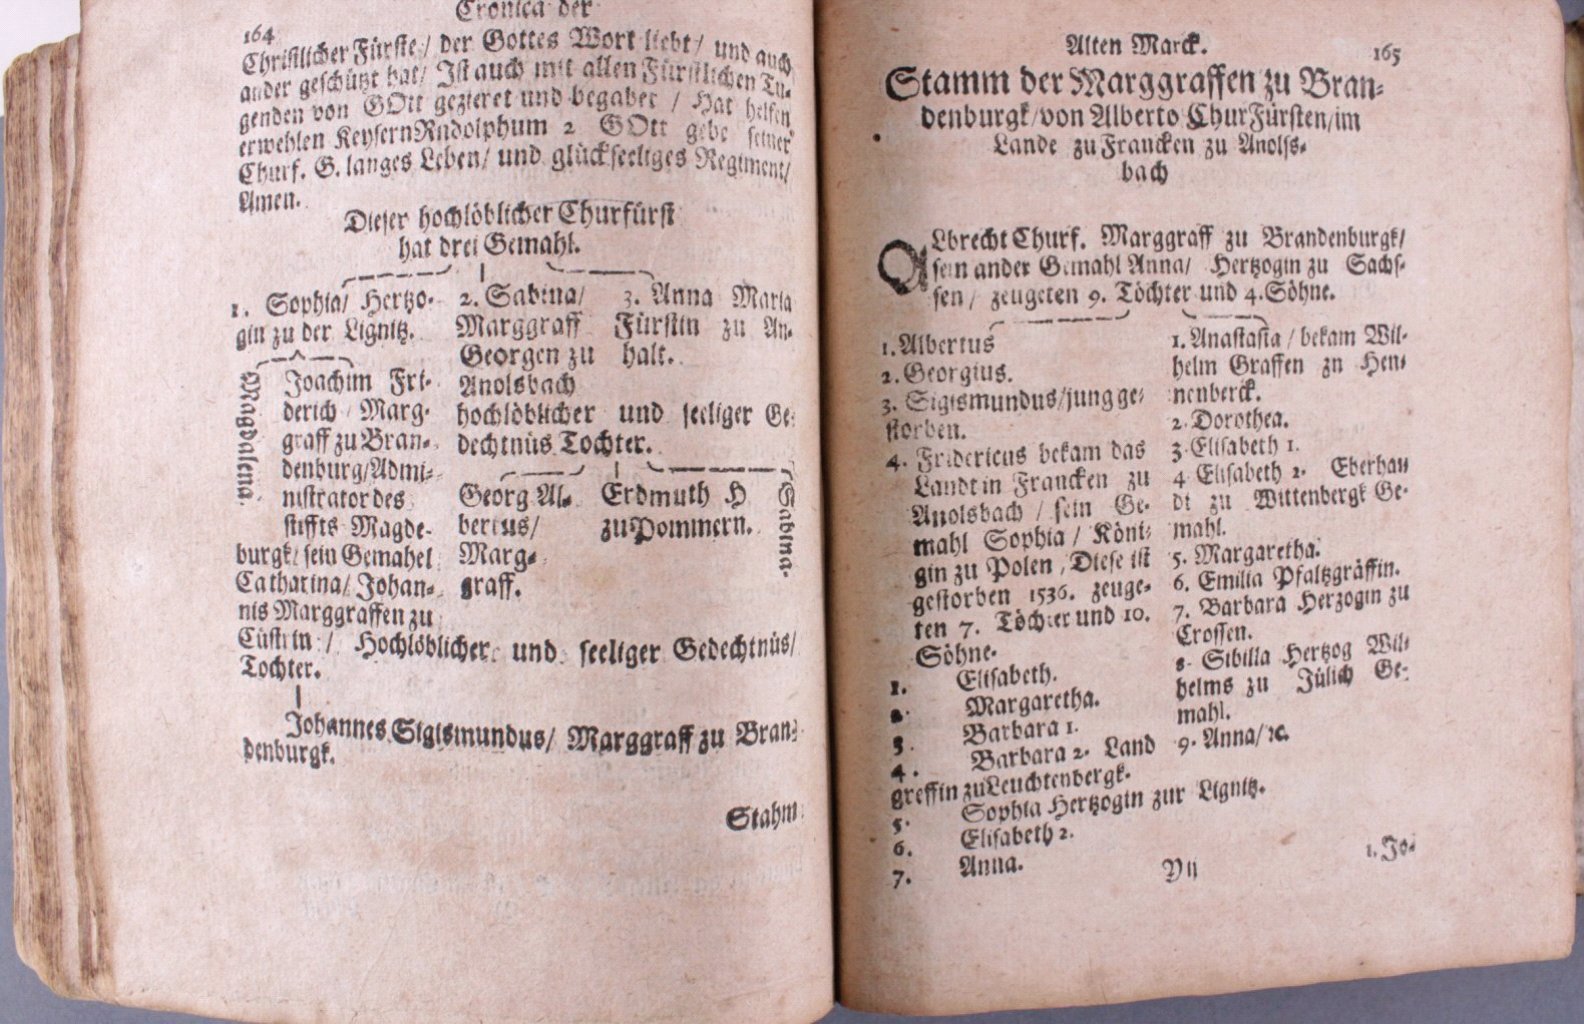 Cronica der
164
Christlicher Fürste/ der Gottes Wort liebt/ und auch
ander geschützt hat/ Ist auch mit allen Fürstlichen Tu-
genden von GOtt gezieret und begabet / Hat helfen
erwehlen Keysern Rudolphum 2 GOtt gebe seiner
Churf. G. langes Leben/ und glückseeliges Regiment/
Amen.
Dieser hochlöblicher Churfürst
hat drei Gemahl.
1. Sophia/ Hertzo-
gin zu der Lignitz.
2. Sabina/
Marggraff
Georgen zu
Anolsbach
3. Anna Maria
Fürstin zu An-
halt.
hochlöblicher und seeliger Ge-
dechtnüs Tochter.
Magdalena.
Joachim Fri-
derich Marg-
graff zu Bran-
denburg/Admi-
nistrator des
stiffts Magde-
burgk/ sein Gemahel
Catharina/ Johan-
nis Marggraffen zu
Cüstrin/ Hochlöblicher und seeliger Gedechtnüs/
Tochter.
Georg Al-
bertus/
Marg-
graff.
Erdmuth H
zu Pommern.
Sabina.
Johannes Sigismundus/ Marggraff zu Bran-
denburgk.
Stahm
Alten Marck.
165
Stamm der Marggraffen zu Bran-
denburgk/von Alberto ChurFürsten/im
Lande zu Francken zu Anolss-
bach
ALbrecht Churf. Marggraff zu Brandenburgk/
sein ander Gemahl Anna/ Hertzogin zu Sachs-
sen/ zeugeten 9. Töchter und 4.Söhne.
1.Albertus
2.Georgius.
3. Sigismundus/jung ge-
storben.
4. Fridericus bekam das
Landt in Francken zu
Anolsbach / sein Ge-
mahl Sophia/ Köni-
gin zu Polen, Diese ist
gestorben 1536. zeuge-
ten 7. Töchter und 10.
Söhne.
1. Elisabeth.
2. Margaretha.
3. Barbara 1.
4. Barbara 2. Land
greffin zu Leuchtenbergk.
5. Sophia Hertzogin zur Lignitz.
6. Elisabeth 2.
7. Anna.
1.Anastasia/bekam Wil-
helm Graffen zn Hen-
nenberck.
2.Dorothea.
3.Elisabeth 1.
4 Elisabeth 2. Eberhar
dt zu Wittenbergk Ge-
mahl.
5. Margaretha.
6. Emilia Pfaltzgräffin.
7. Barbara Herzogin zu
Crossen.
8. Sibilla Hertzog Wil-
helms zu Jülich Ge-
mahl.
9. Anna/ꝛc.
Yii
1. Jo-